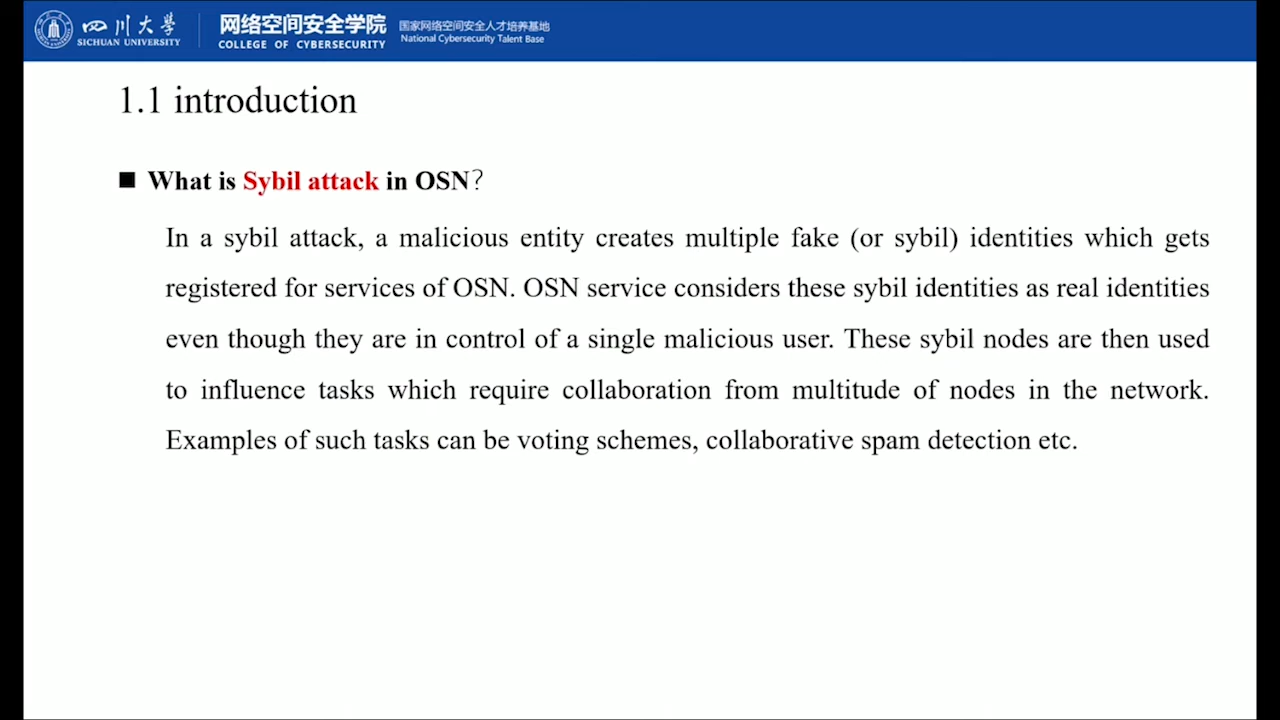 四川大学
SICHUAN UNIVERSITY
网络空间安全学院
COLLEGE OF CYBERSECURITY
国家网络空间安全人才培养基地
National Cybersecurity Talent Base
1.1 introduction
What is Sybil attack in OSN？
In a sybil attack, a malicious entity creates multiple fake (or sybil) identities which gets
registered for services of OSN. OSN service considers these sybil identities as real identities
even though they are in control of a single malicious user. These sybil nodes are then used
to influence tasks which require collaboration from multitude of nodes in the network.
Examples of such tasks can be voting schemes, collaborative spam detection etc.